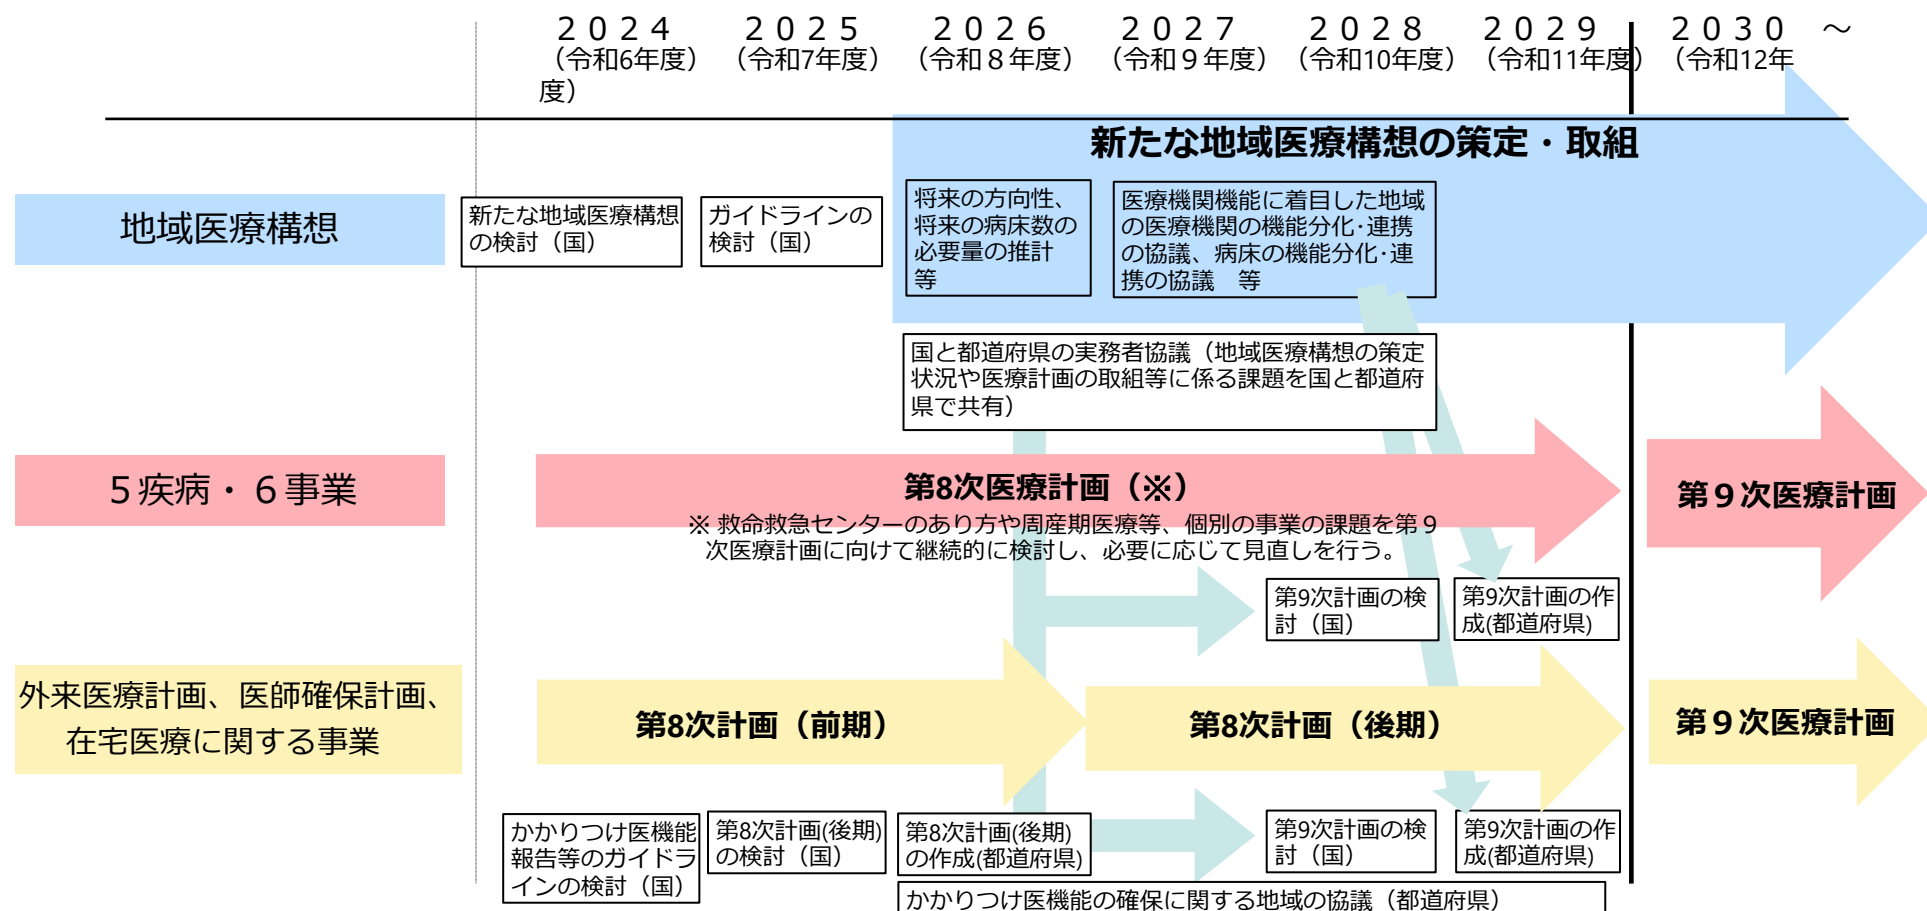 ２０２４ ２０２５ ２０２６ ２０２７ ２０２８ ２０２９ ２０３０ ～
（令和6年度） （令和7年度） （令和８年度） （令和９年度） （令和10年度） （令和11年度） （令和12年
度）
新たな地域医療構想の策定・取組
地域医療構想
新たな地域医療構想
の検討（国）
ガイドラインの
検討（国）
将来の方向性、
将来の病床数の
必要量の推計
等
医療機関機能に着目した地域
の医療機関の機能分化･連携
の協議、病床の機能分化･連
携の協議　等
国と都道府県の実務者協議（地域医療構想の策定
状況や医療計画の取組等に係る課題を国と都道府
県で共有）
５疾病・６事業
第8次医療計画（※）
※ 救命救急センターのあり方や周産期医療等、個別の事業の課題を第９
次医療計画に向けて継続的に検討し、必要に応じて見直しを行う。
第９次医療計画
第9次計画の検
討（国）
第9次計画の作
成(都道府県)
外来医療計画、医師確保計画、
在宅医療に関する事業
第8次計画（前期）
第8次計画（後期）
第９次医療計画
かかりつけ医機能
報告等のガイドラ
インの検討（国）
第8次計画(後期)
の検討（国）
第8次計画(後期)
の作成(都道府県)
第9次計画の検
討（国）
第9次計画の作
成(都道府県)
かかりつけ医機能の確保に関する地域の協議（都道府県）